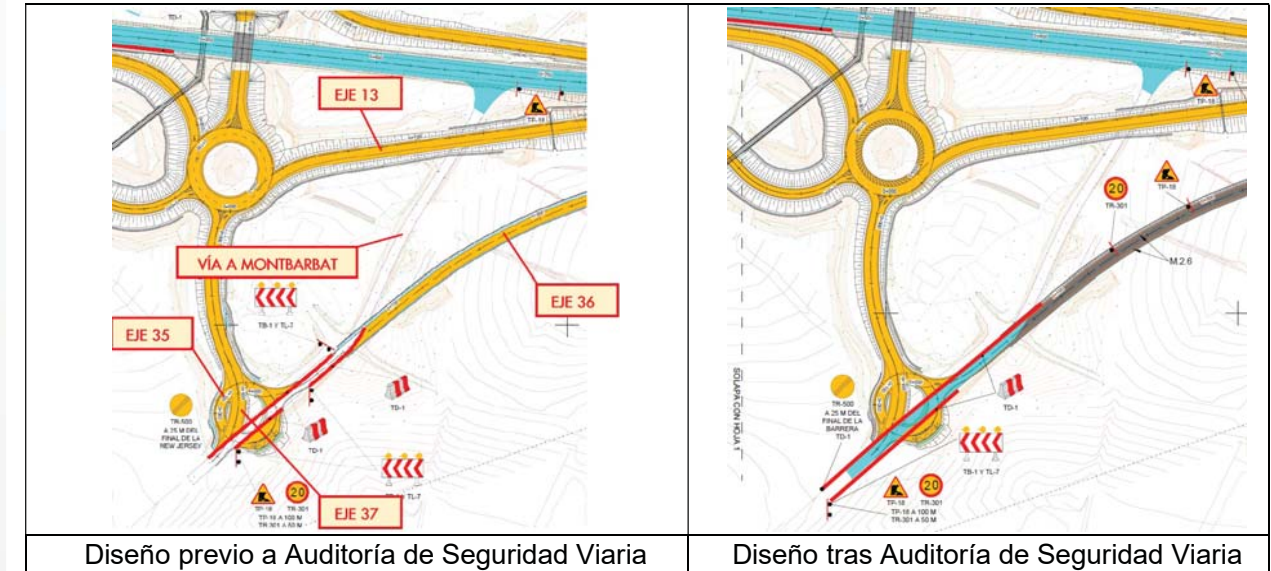 TD-1
EJE 13
TP-18
VÍA A MONTBARBAT
TB-1 Y TL-7
EJE 36
EJE 35
TR-500
A 25 M DEL
FINAL DE LA
NEW JERSEY
TD-1
TD-1
TL-7
20
TP-18
TR-301
TP-18 A 100 M
TR-301 A 50 M
EJE 37
TP-18
20
TR-301
TP-18
M.2.6
SOLAPA CON HOJA 1
TR-500
A 25 M DEL
FINAL DE LA
BARRERA
TD-1
TD-1
TB-1 Y TL-7
20
TP-18
TR-301
TP-18 A 100 M
TR-301 A 50 M
Diseño previo a Auditoría de Seguridad Viaria
Diseño tras Auditoría de Seguridad Viaria